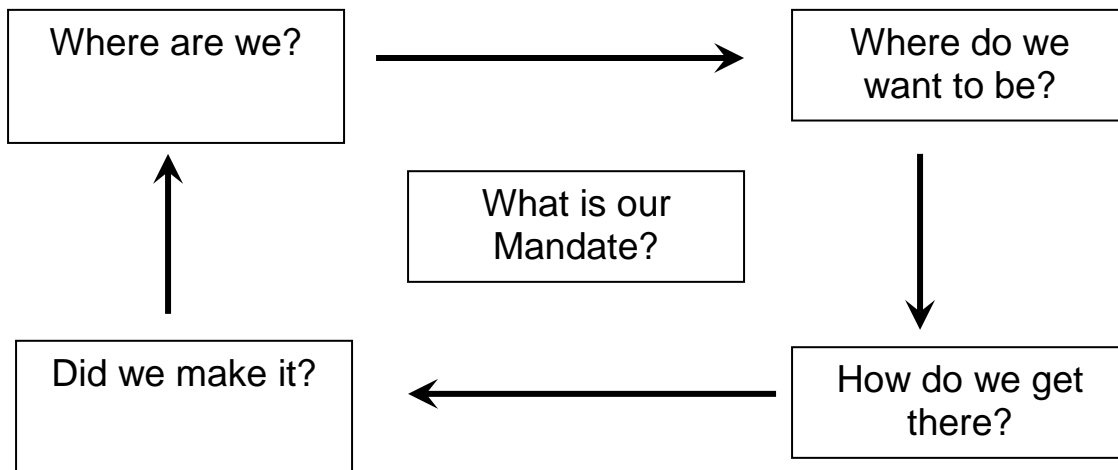 Where are we?
Where do we
want to be?
What is our
Mandate?
Did we make it?
How do we get
there?